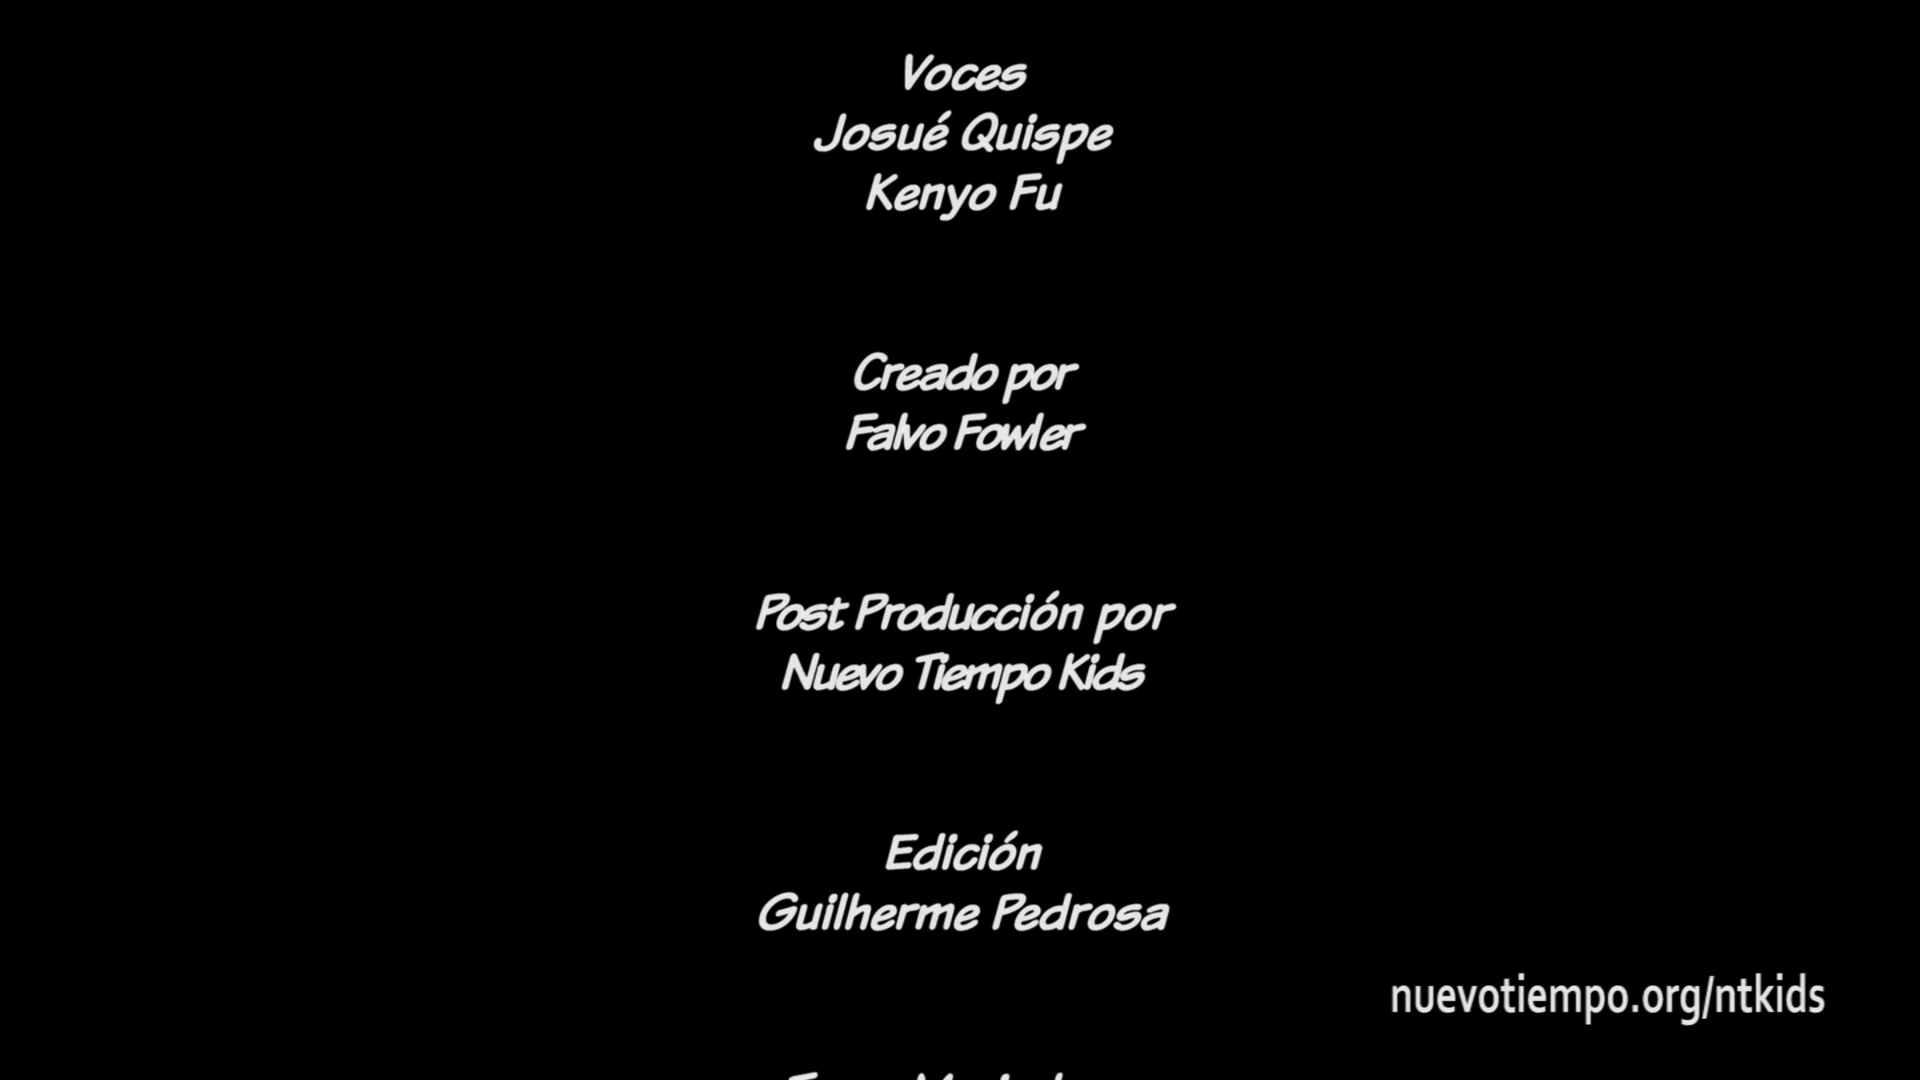 Voces
Josué Quispe
Kenyo Fu
Creado por
Falvo Fowler
Post Producción por
Nuevo Tiempo Kids
Edición
Guilherme Pedrosa
nuevotiempo.org/ntkids